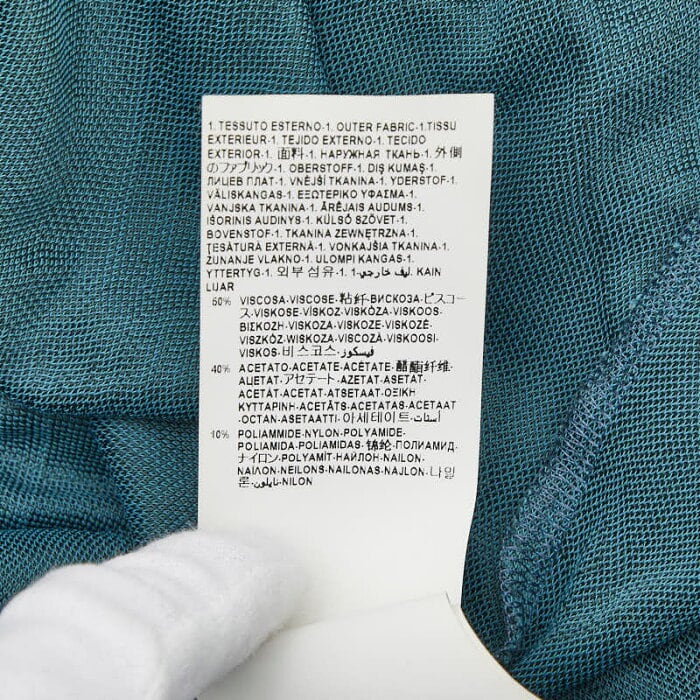 1. TESSUTO ESTERNO-1. OUTER FABRIC-1.TISSU
EXTERIEUR-1. TEJIDO EXTERNO-1. TECIDO
EXTERIOR-1. 面料-1. НАРУЖНАЯ ТКАНЬ-1. 外側
のファブリック-1. OBERSTOFF-1. DIŞ KUMAŞ-1.
ЛИЦЕВ ПЛАТ-1. VNĚJŠÍ TKANINA-1. YDERSTOF-1.
VÄLISKANGAS-1. ΕΞΩΤΕΡΙΚΟ ΥΦΑΣΜΑ-1.
VANJSKA TKANINA-1. ĀRĒJAIS AUDUMS-1.
IŠORINIS AUDINYS-1. KÜLSŐ SZÖVET-1.
BOVENSTOF-1. TKANINA ZEWNĘTRZNA-1.
ŢESĂTURĂ EXTERNĂ-1. VONKAJŠIA TKANINA-1.
ZUNANJE VLAKNO-1. ULOMPI KANGAS-1.
YTTERTYG-1. 외부 섬유-1. ليف خارجي-1. KAIN
LUAR
50% VISCOSA-VISCOSE-粘纤-ВИСКОЗА-ビスコー
ス-VISKOSE-VİSKOZ-VISKÓZA-VISKOOS-
ΒΙΣΚΟΖΗ-VISKOZA-VISKOZE-VISKOZĖ-
VISZKÓZ-WISKOZA-VISCOZĂ-VISKOOSI-
VISKOS-비스코스-فيسكوز
40% ACETATO-ACETATE-ACÉTATE-醋酯纤维-
АЦЕТАТ-アセテート-AZETAT-ASETAT-
ACETÁT-ACETAT-ATSETAAT-ΟΞΙΚΗ
ΚΥΤΤΑΡΙΝΗ-ACETĀTS-ACETATAS-ACETAAT
-OCTAN-ASETAATTI-아세테이트-أسيتات
10% POLIAMMIDE-NYLON-POLYAMIDE-
POLIAMIDA-POLIAMIDAS-锦纶-ПОЛИАМИД-
ナイロン-POLYAMİT-НАЙЛОН-NAILON-
ΝΑΪΛΟΝ-NEILONS-NAILONAS-NAJLON-나일
론-نايلون-NILON